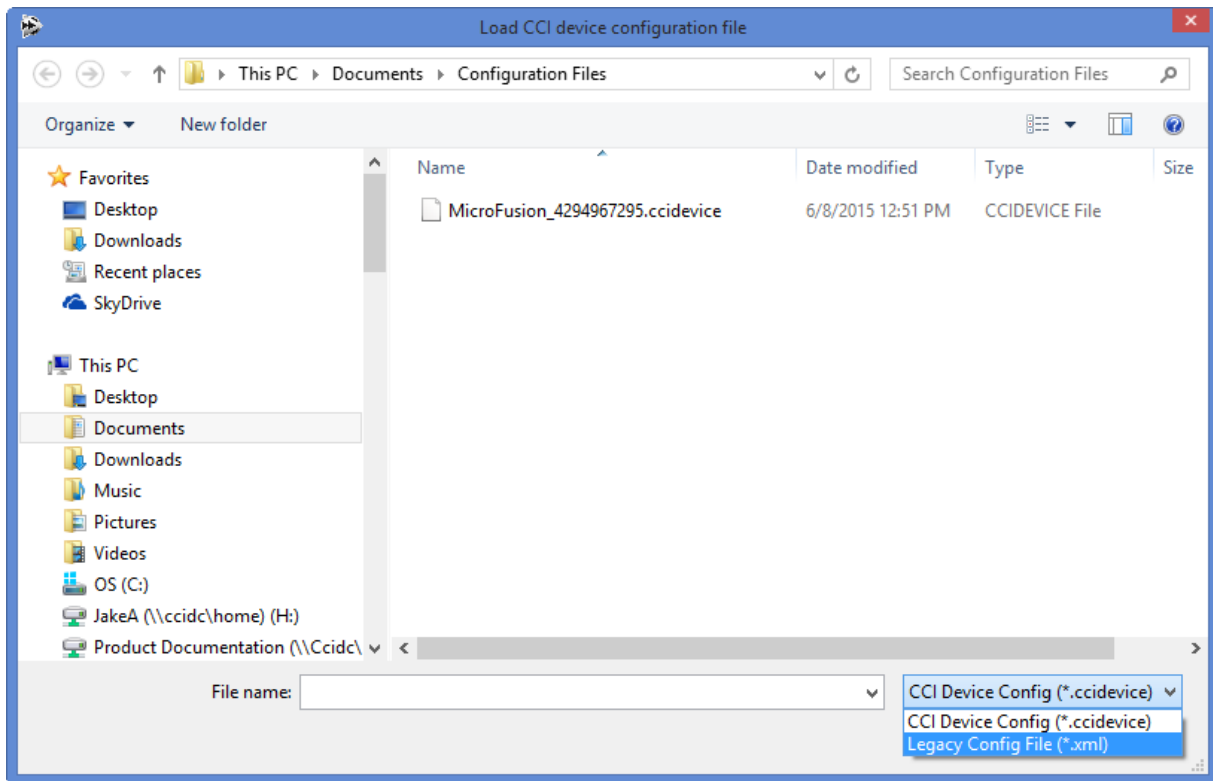 Load CCI device configuration file
This PC Documents Configuration Files
Search Configuration Files
Organize
New folder
Name
Date modified
Type
Size
MicroFusion_4294967295.ccidevice
6/8/2015 12:51 PM
CCIDEVICE File
Favorites
Desktop
Downloads
Recent places
SkyDrive
This PC
Desktop
Documents
Downloads
Music
Pictures
Videos
OS (C:)
JakeA (\\ccidc\home) (H:)
Product Documentation (\\Ccidc\
File name:
CCI Device Config (*.ccidevice)
CCI Device Config (*.ccidevice)
Legacy Config File (*.xml)